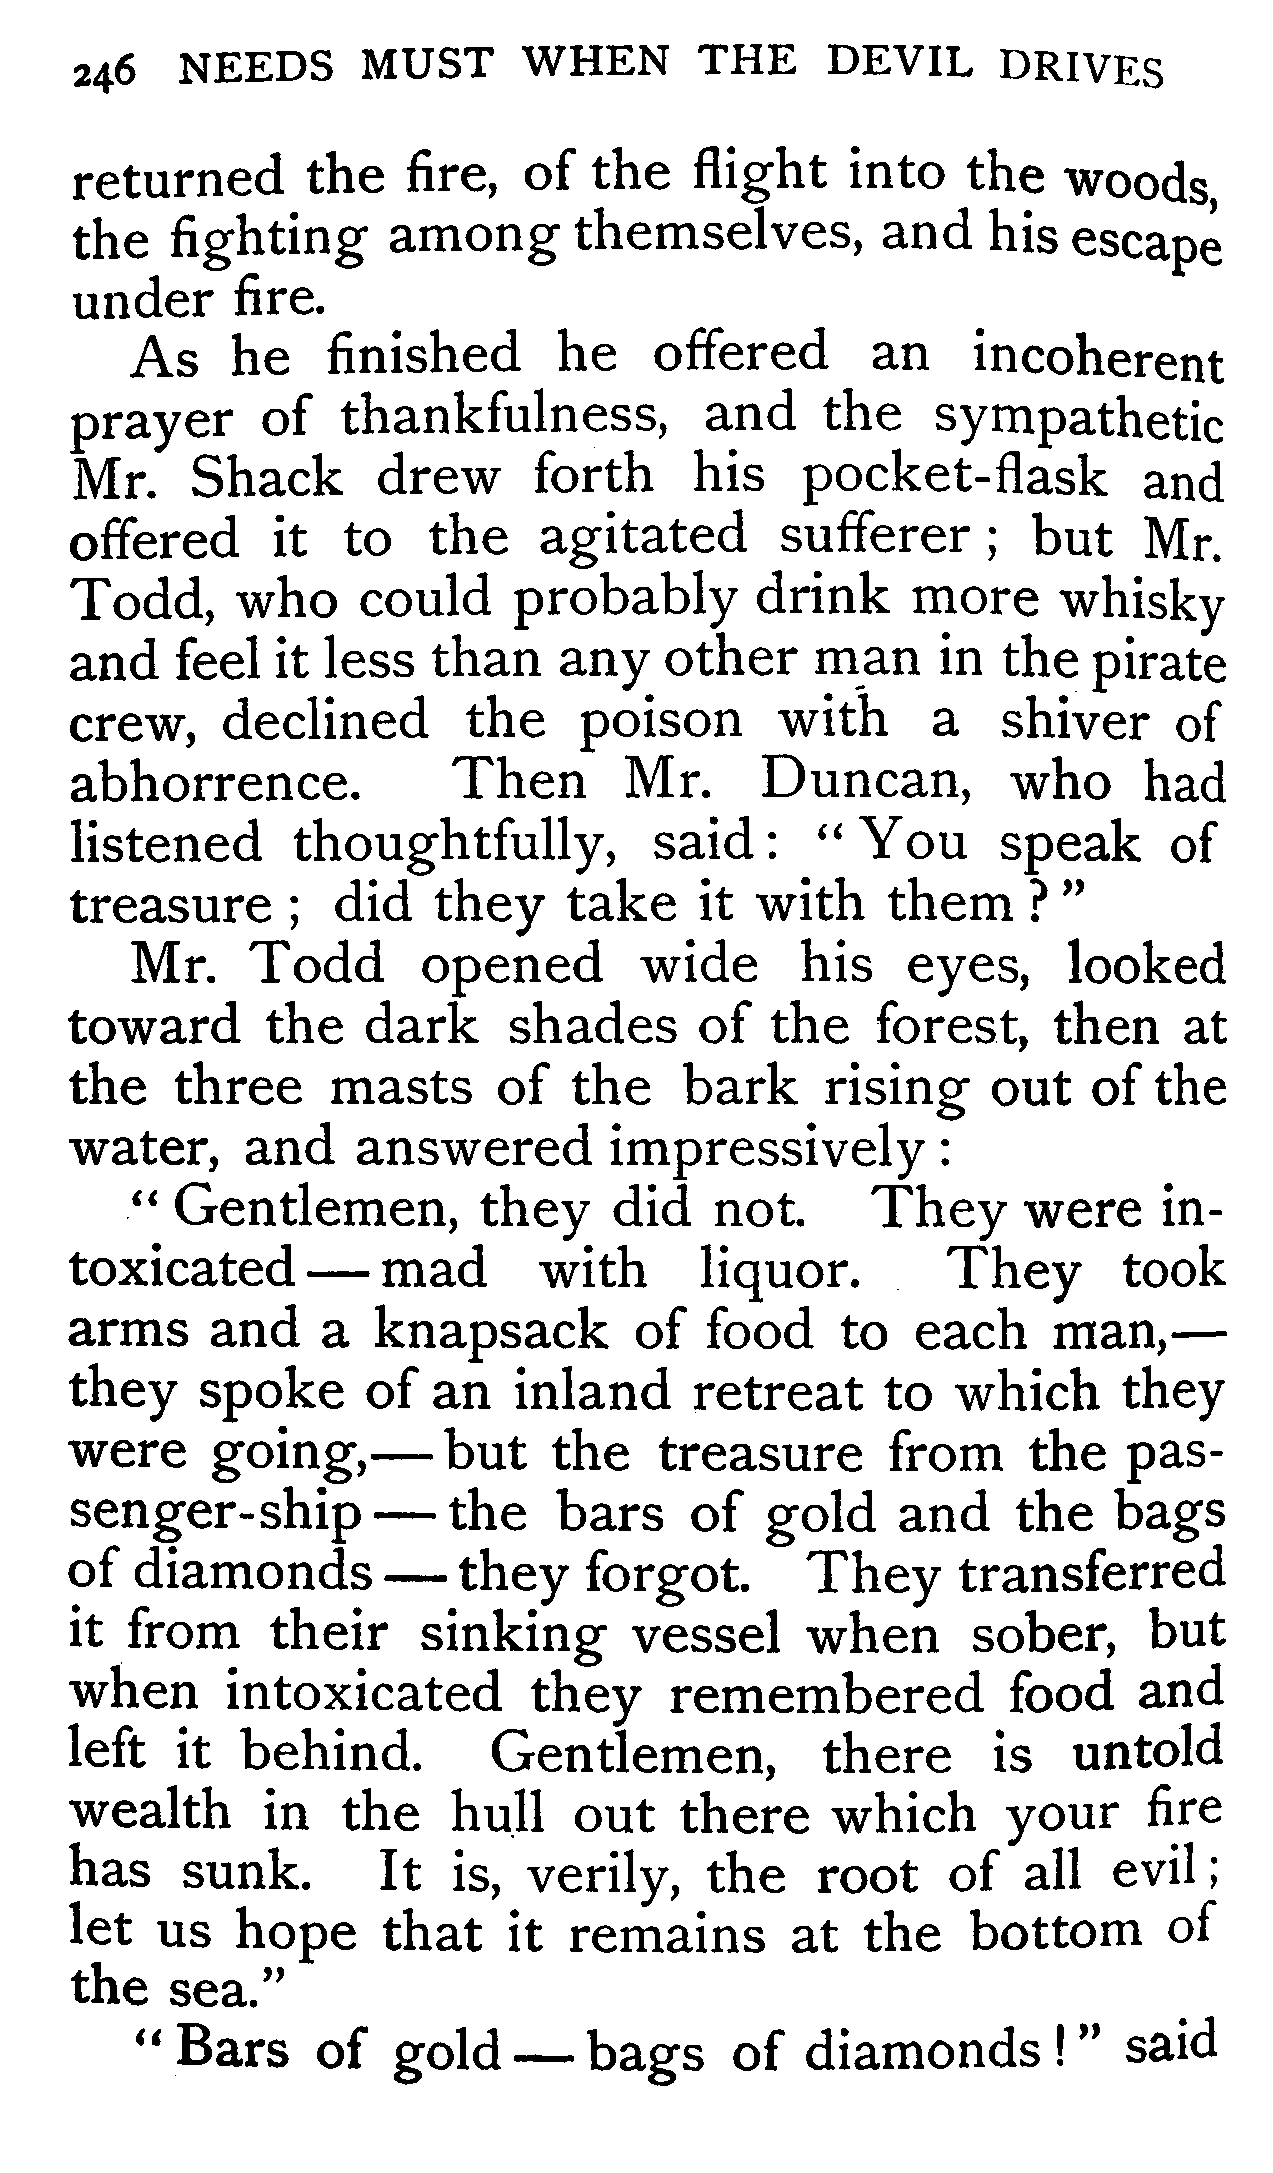 246 NEEDS MUST WHEN THE DEVIL DRIVES
returned the fire, of the flight into the woods,
the fighting among themselves, and his escape
under fire.
As he finished he offered an incoherent
prayer of thankfulness, and the sympathetic
Mr. Shack drew forth his pocket-flask and
offered it to the agitated sufferer ; but Mr.
Todd, who could probably drink more whisky
and feel it less than any other man in the pirate
crew, declined the poison with a shiver of
abhorrence. Then Mr. Duncan, who had
listened thoughtfully, said : “ You speak of
treasure ; did they take it with them ? ”
Mr. Todd opened wide his eyes, looked
toward the dark shades of the forest, then at
the three masts of the bark rising out of the
water, and answered impressively :
“ Gentlemen, they did not. They were in-
toxicated — mad with liquor. They took
arms and a knapsack of food to each man,—
they spoke of an inland retreat to which they
were going,— but the treasure from the pas-
senger-ship — the bars of gold and the bags
of diamonds — they forgot. They transferred
it from their sinking vessel when sober, but
when intoxicated they remembered food and
left it behind. Gentlemen, there is untold
wealth in the hull out there which your fire
has sunk. It is, verily, the root of all evil ;
let us hope that it remains at the bottom of
the sea.”
“ Bars of gold — bags of diamonds ! ” said